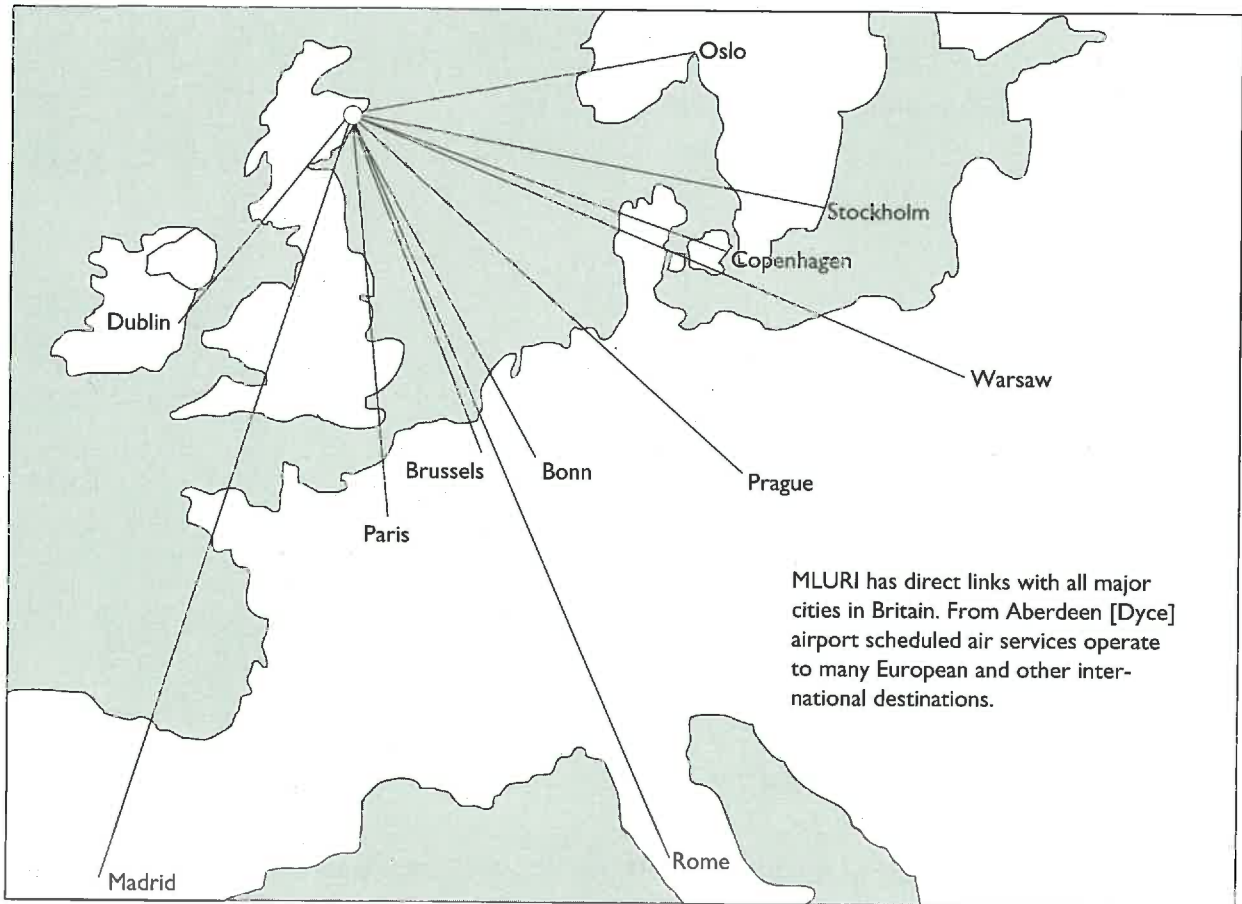 Oslo
Stockholm
Copenhagen
Dublin
Warsaw
Brussels
Bonn
Prague
Paris
MLURI has direct links with all major
cities in Britain. From Aberdeen [Dyce]
airport scheduled air services operate
to many European and other inter-
national destinations.
Rome
Madrid